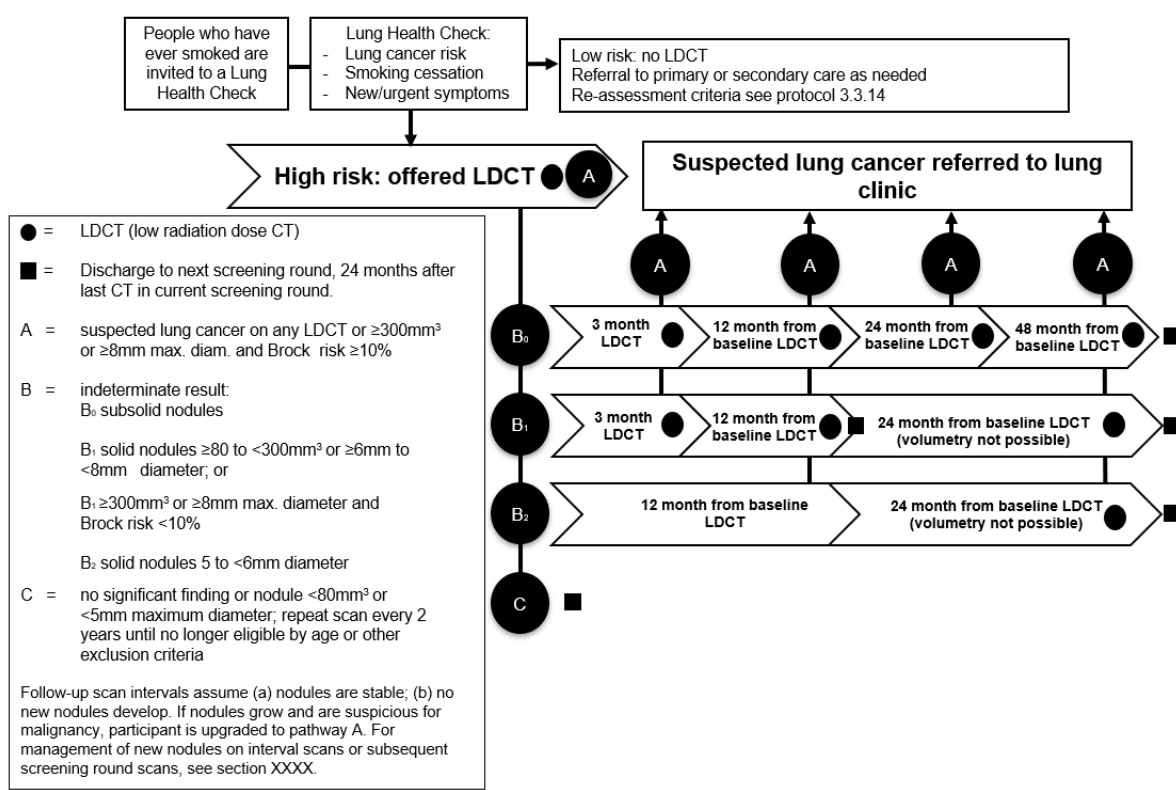 People who have
ever smoked are
invited to a Lung
Health Check
Lung Health Check:
- Lung cancer risk
- Smoking cessation
- New/urgent symptoms
Low risk: no LDCT
Referral to primary or secondary care as needed
Re-assessment criteria see protocol 3.3.14
High risk: offered LDCT
A
Suspected lung cancer referred to lung
clinic
= LDCT (low radiation dose CT)
= Discharge to next screening round, 24 months after
last CT in current screening round.
A = suspected lung cancer on any LDCT or ≥300mm³
or ≥8mm max. diam. and Brock risk ≥10%
B = indeterminate result:
B₀ subsolid nodules
B₁ solid nodules ≥80 to <300mm³ or ≥6mm to
<8mm diameter; or
B₁ ≥300mm³ or ≥8mm max. diameter and
Brock risk <10%
B₂ solid nodules 5 to <6mm diameter
C = no significant finding or nodule <80mm³ or
<5mm maximum diameter; repeat scan every 2
years until no longer eligible by age or other
exclusion criteria
Follow-up scan intervals assume (a) nodules are stable; (b) no
new nodules develop. If nodules grow and are suspicious for
malignancy, participant is upgraded to pathway A. For
management of new nodules on interval scans or subsequent
screening round scans, see section XXXX.
A
A
A
A
B₀
3 month
LDCT
12 month from
baseline LDCT
24 month from
baseline LDCT
48 month from
baseline LDCT
B₁
3 month
LDCT
12 month from
baseline LDCT
24 month from baseline LDCT
(volumetry not possible)
B₂
12 month from baseline
LDCT
24 month from baseline LDCT
(volumetry not possible)
C